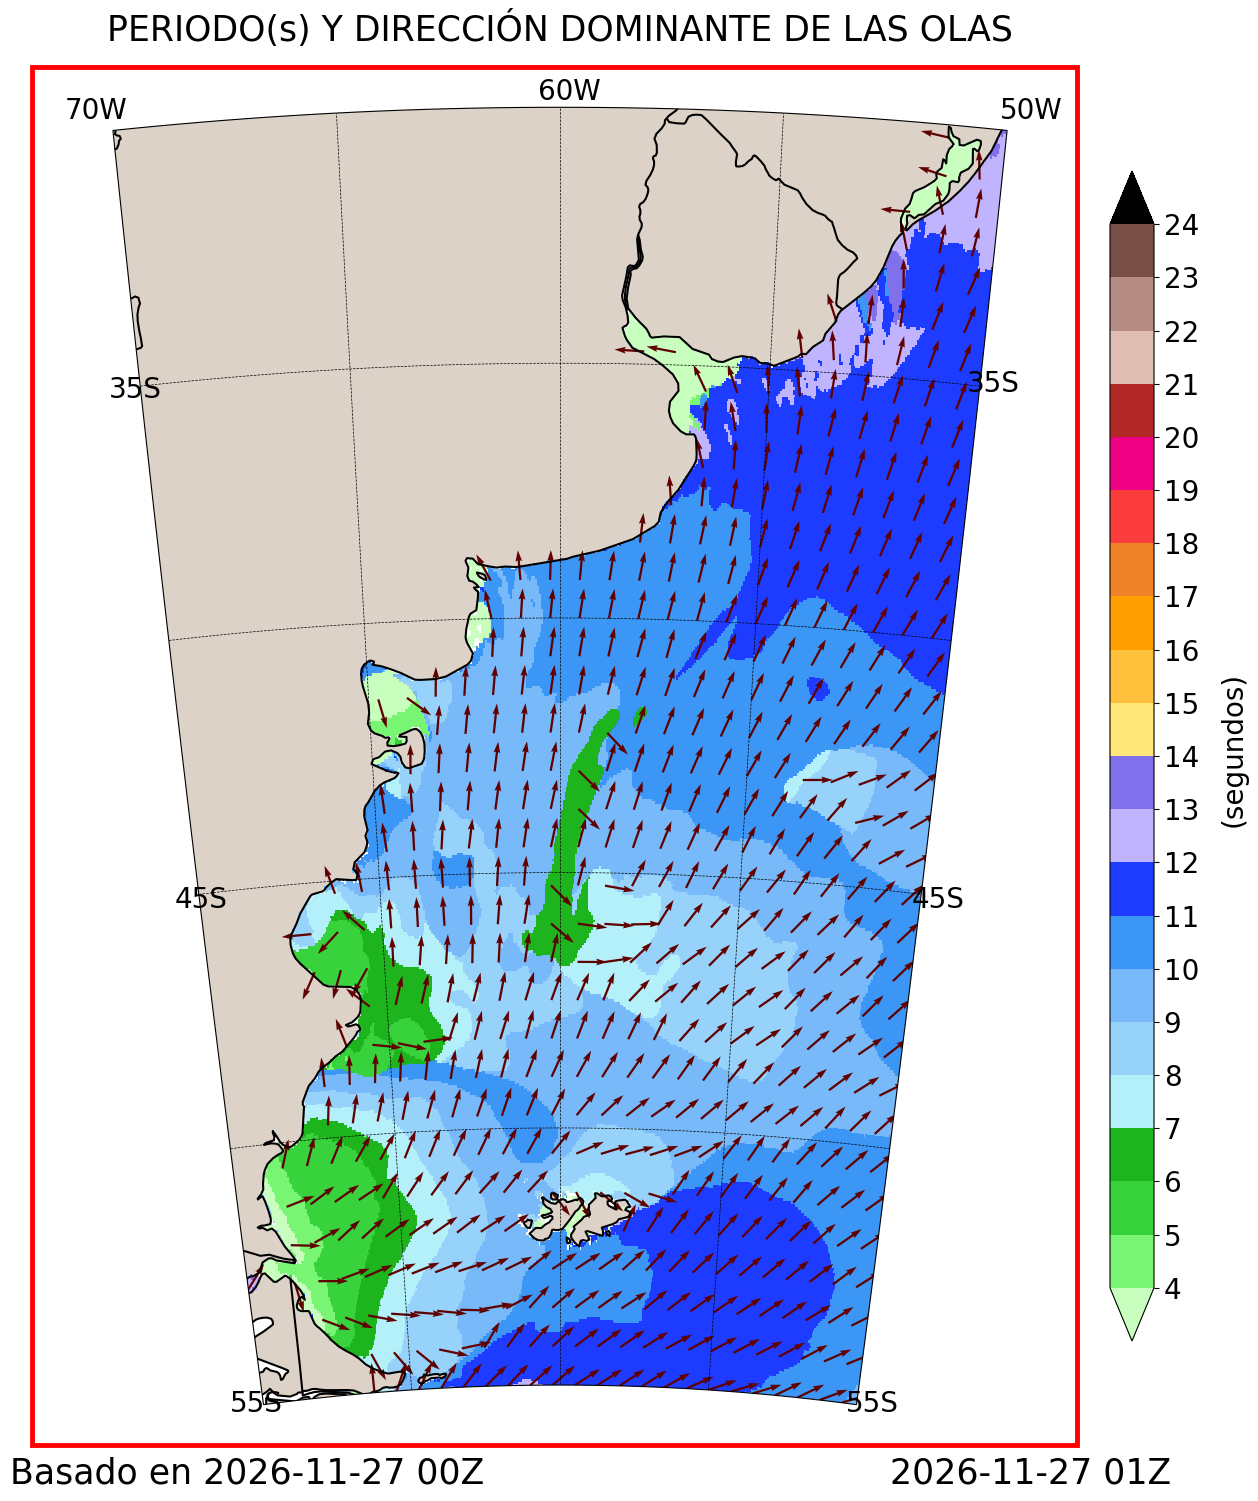 PERIODO(s) Y DIRECCIÓN DOMINANTE DE LAS OLAS
70W
60W
50W
35S
35S
45S
45S
55S
55S
24
23
22
21
20
19
18
17
16
15
14
13
12
11
10
9
8
7
6
5
4
(segundos)
Basado en 2026-11-27 00Z
2026-11-27 01Z